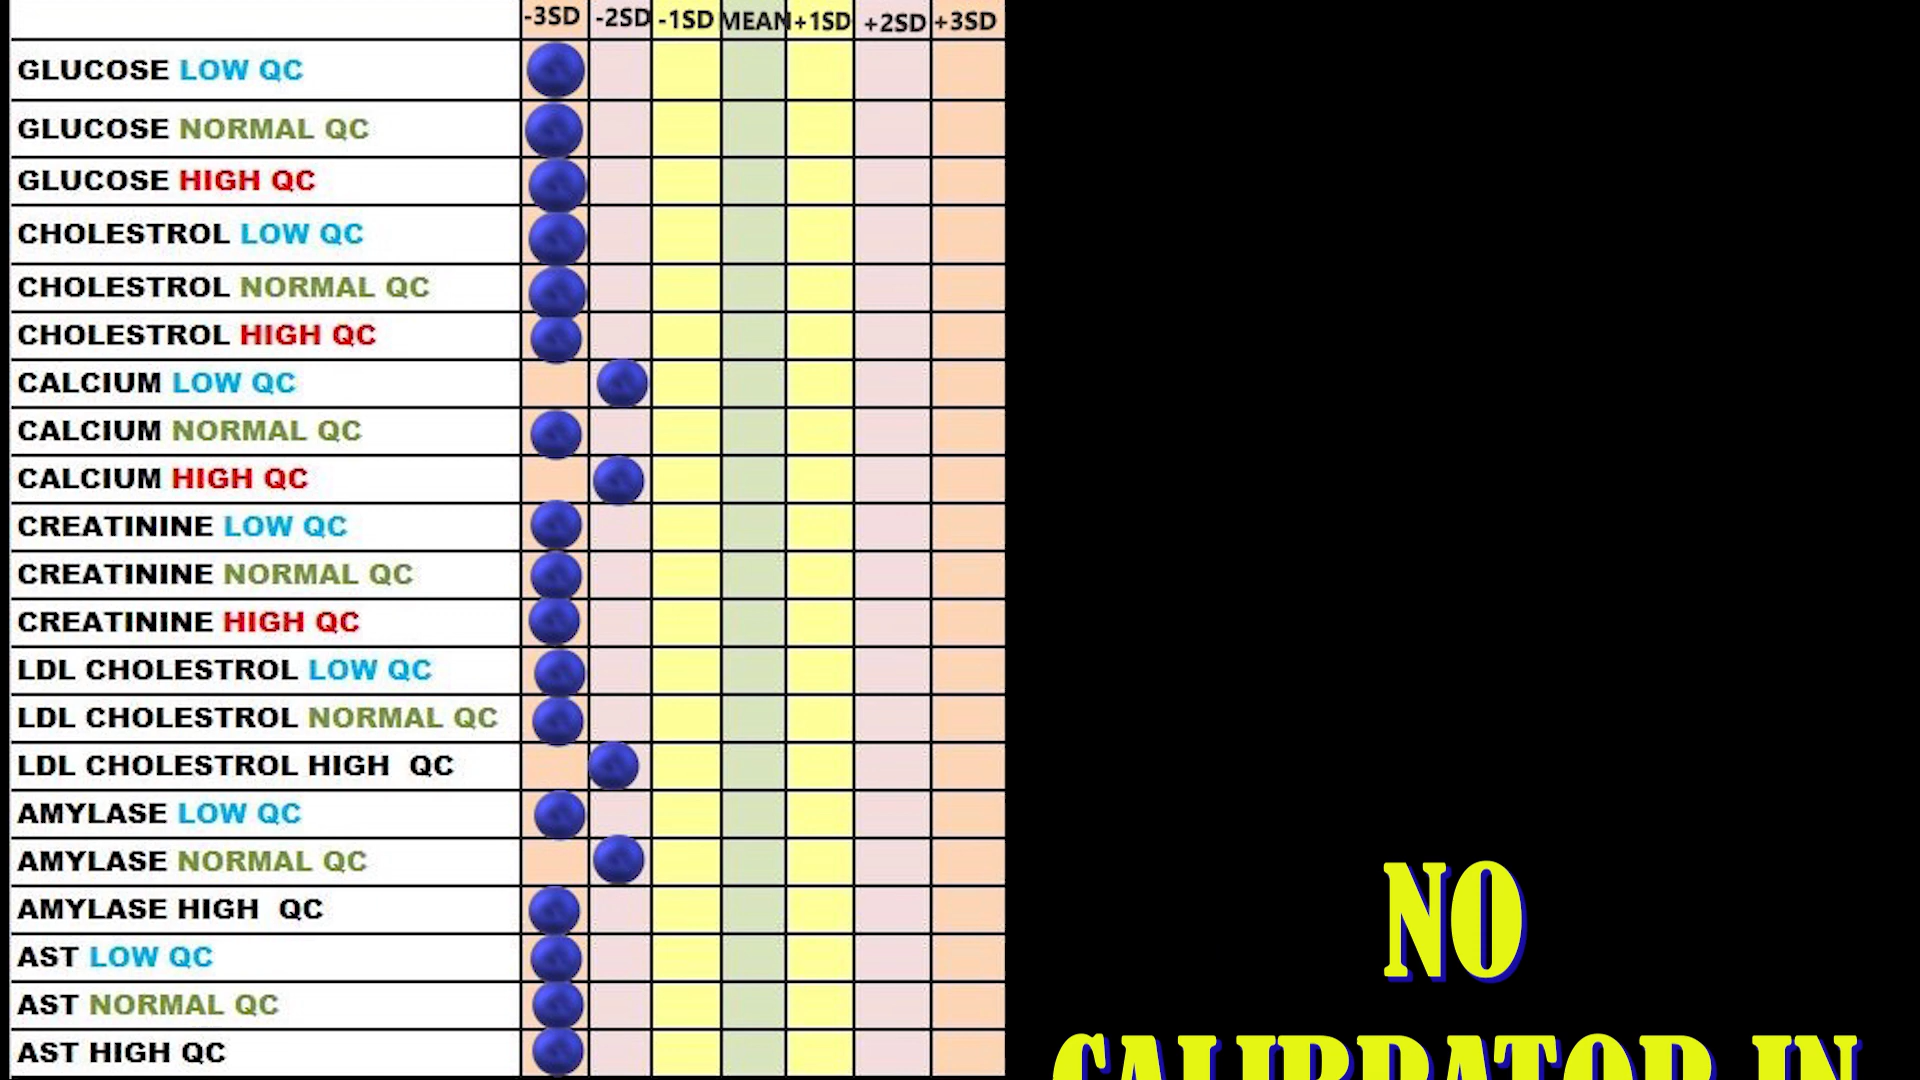 -3SD -2SD -1SD MEAN +1SD +2SD +3SD
GLUCOSE LOW QC
GLUCOSE NORMAL QC
GLUCOSE HIGH QC
CHOLESTROL LOW QC
CHOLESTROL NORMAL QC
CHOLESTROL HIGH QC
CALCIUM LOW QC
CALCIUM NORMAL QC
CALCIUM HIGH QC
CREATININE LOW QC
CREATININE NORMAL QC
CREATININE HIGH QC
LDL CHOLESTROL LOW QC
LDL CHOLESTROL NORMAL QC
LDL CHOLESTROL HIGH QC
AMYLASE LOW QC
AMYLASE NORMAL QC
AMYLASE HIGH QC
AST LOW QC
AST NORMAL QC
AST HIGH QC
NO
CALIBRATOR IN